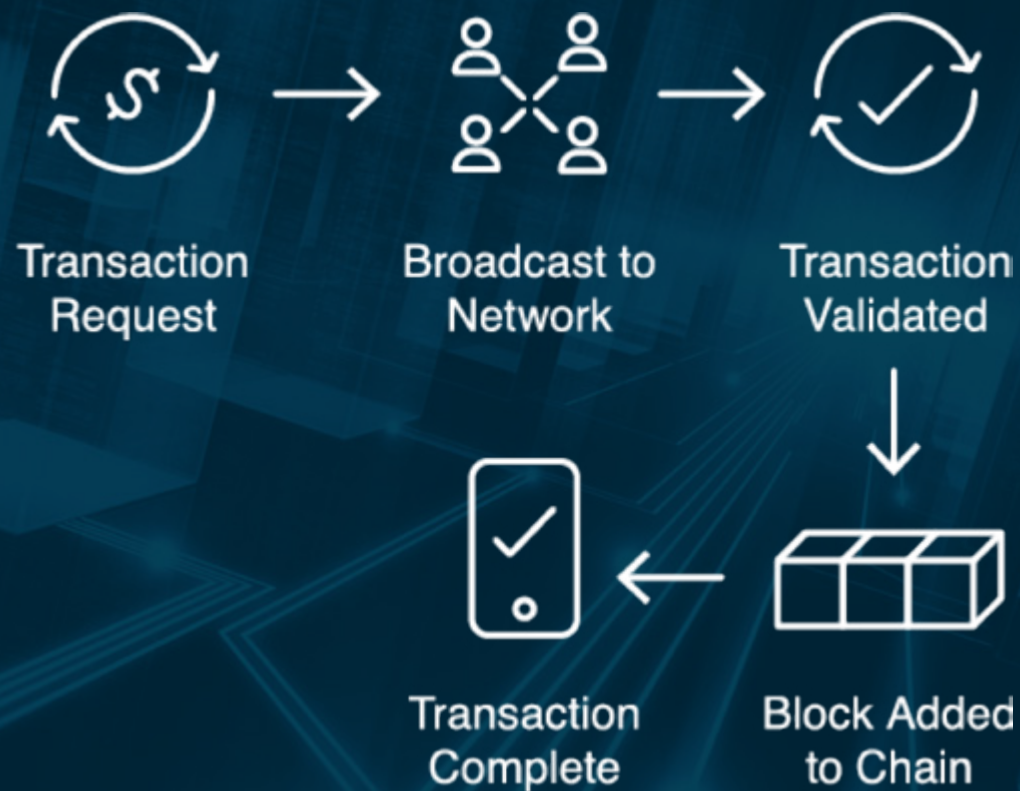 Transaction
Request
Broadcast to
Network
Transaction
Validated
Transaction
Complete
Block Added
to Chain